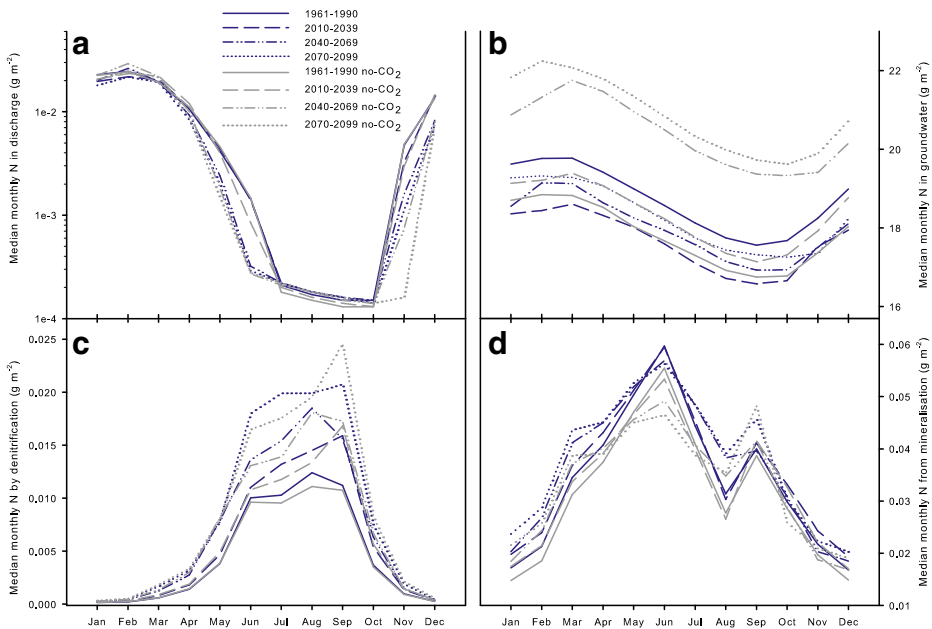 a
1961-1990
2010-2039
2040-2069
2070-2099
1961-1990 no-CO2
2010-2039 no-CO2
2040-2069 no-CO2
2070-2099 no-CO2
Median monthly N in discharge (g m-2)
1e-2
1e-3
1e-4
b
Median monthly N in groundwater (g m-2)
22
20
18
16
c
Median monthly N by denitrification (g m-2)
0.025
0.020
0.015
0.010
0.005
0.000
Jan Feb Mar Apr May Jun Jul Aug Sep Oct Nov Dec
d
Median monthly N from mineralisation (g m-2)
0.06
0.05
0.04
0.03
0.02
0.01
Jan Feb Mar Apr May Jun Jul Aug Sep Oct Nov Dec